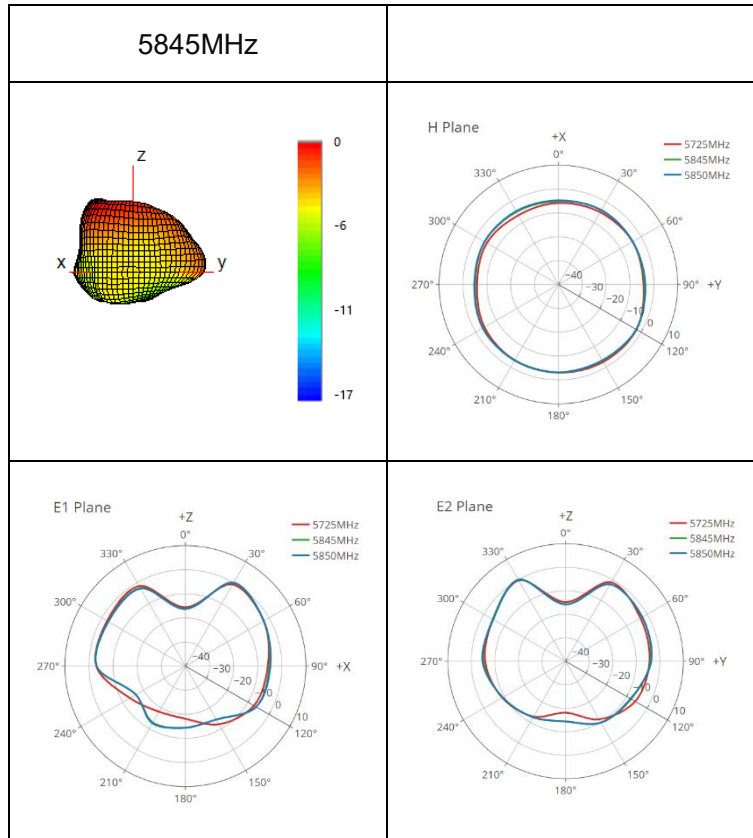 5845MHz
z
x
y
0
-6
-11
-17
H Plane
+X
0°
30°
60°
90° +Y
120°
150°
180°
210°
240°
270°
300°
330°
−40
−30
−20
−10
0
10
5725MHz
5845MHz
5850MHz
E1 Plane
+Z
0°
30°
60°
90° +X
120°
150°
180°
210°
240°
270°
300°
330°
−40
−30
−20
−10
0
10
5725MHz
5845MHz
5850MHz
E2 Plane
+Z
0°
30°
60°
90° +Y
120°
150°
180°
210°
240°
270°
300°
330°
−40
−30
−20
−10
0
10
5725MHz
5845MHz
5850MHz